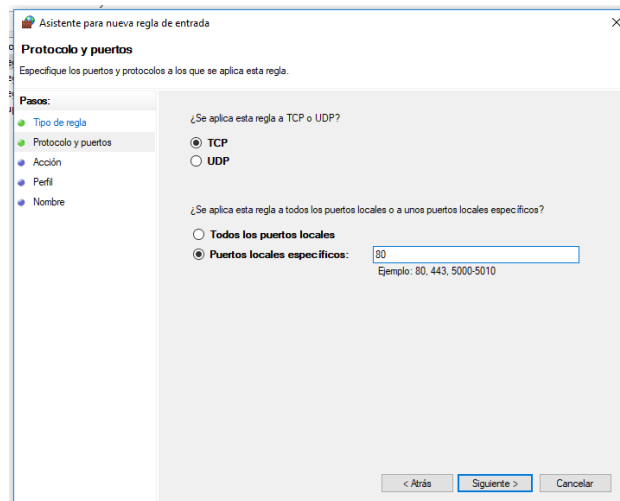 Asistente para nueva regla de entrada
Protocolo y puertos
Especifique los puertos y protocolos a los que se aplica esta regla.
Pasos:
Tipo de regla
Protocolo y puertos
Acción
Perfil
Nombre
¿Se aplica esta regla a TCP o UDP?
TCP
UDP
¿Se aplica esta regla a todos los puertos locales o a unos puertos locales específicos?
Todos los puertos locales
Puertos locales específicos: 80
Ejemplo: 80, 443, 5000-5010
< Atrás Siguiente > Cancelar